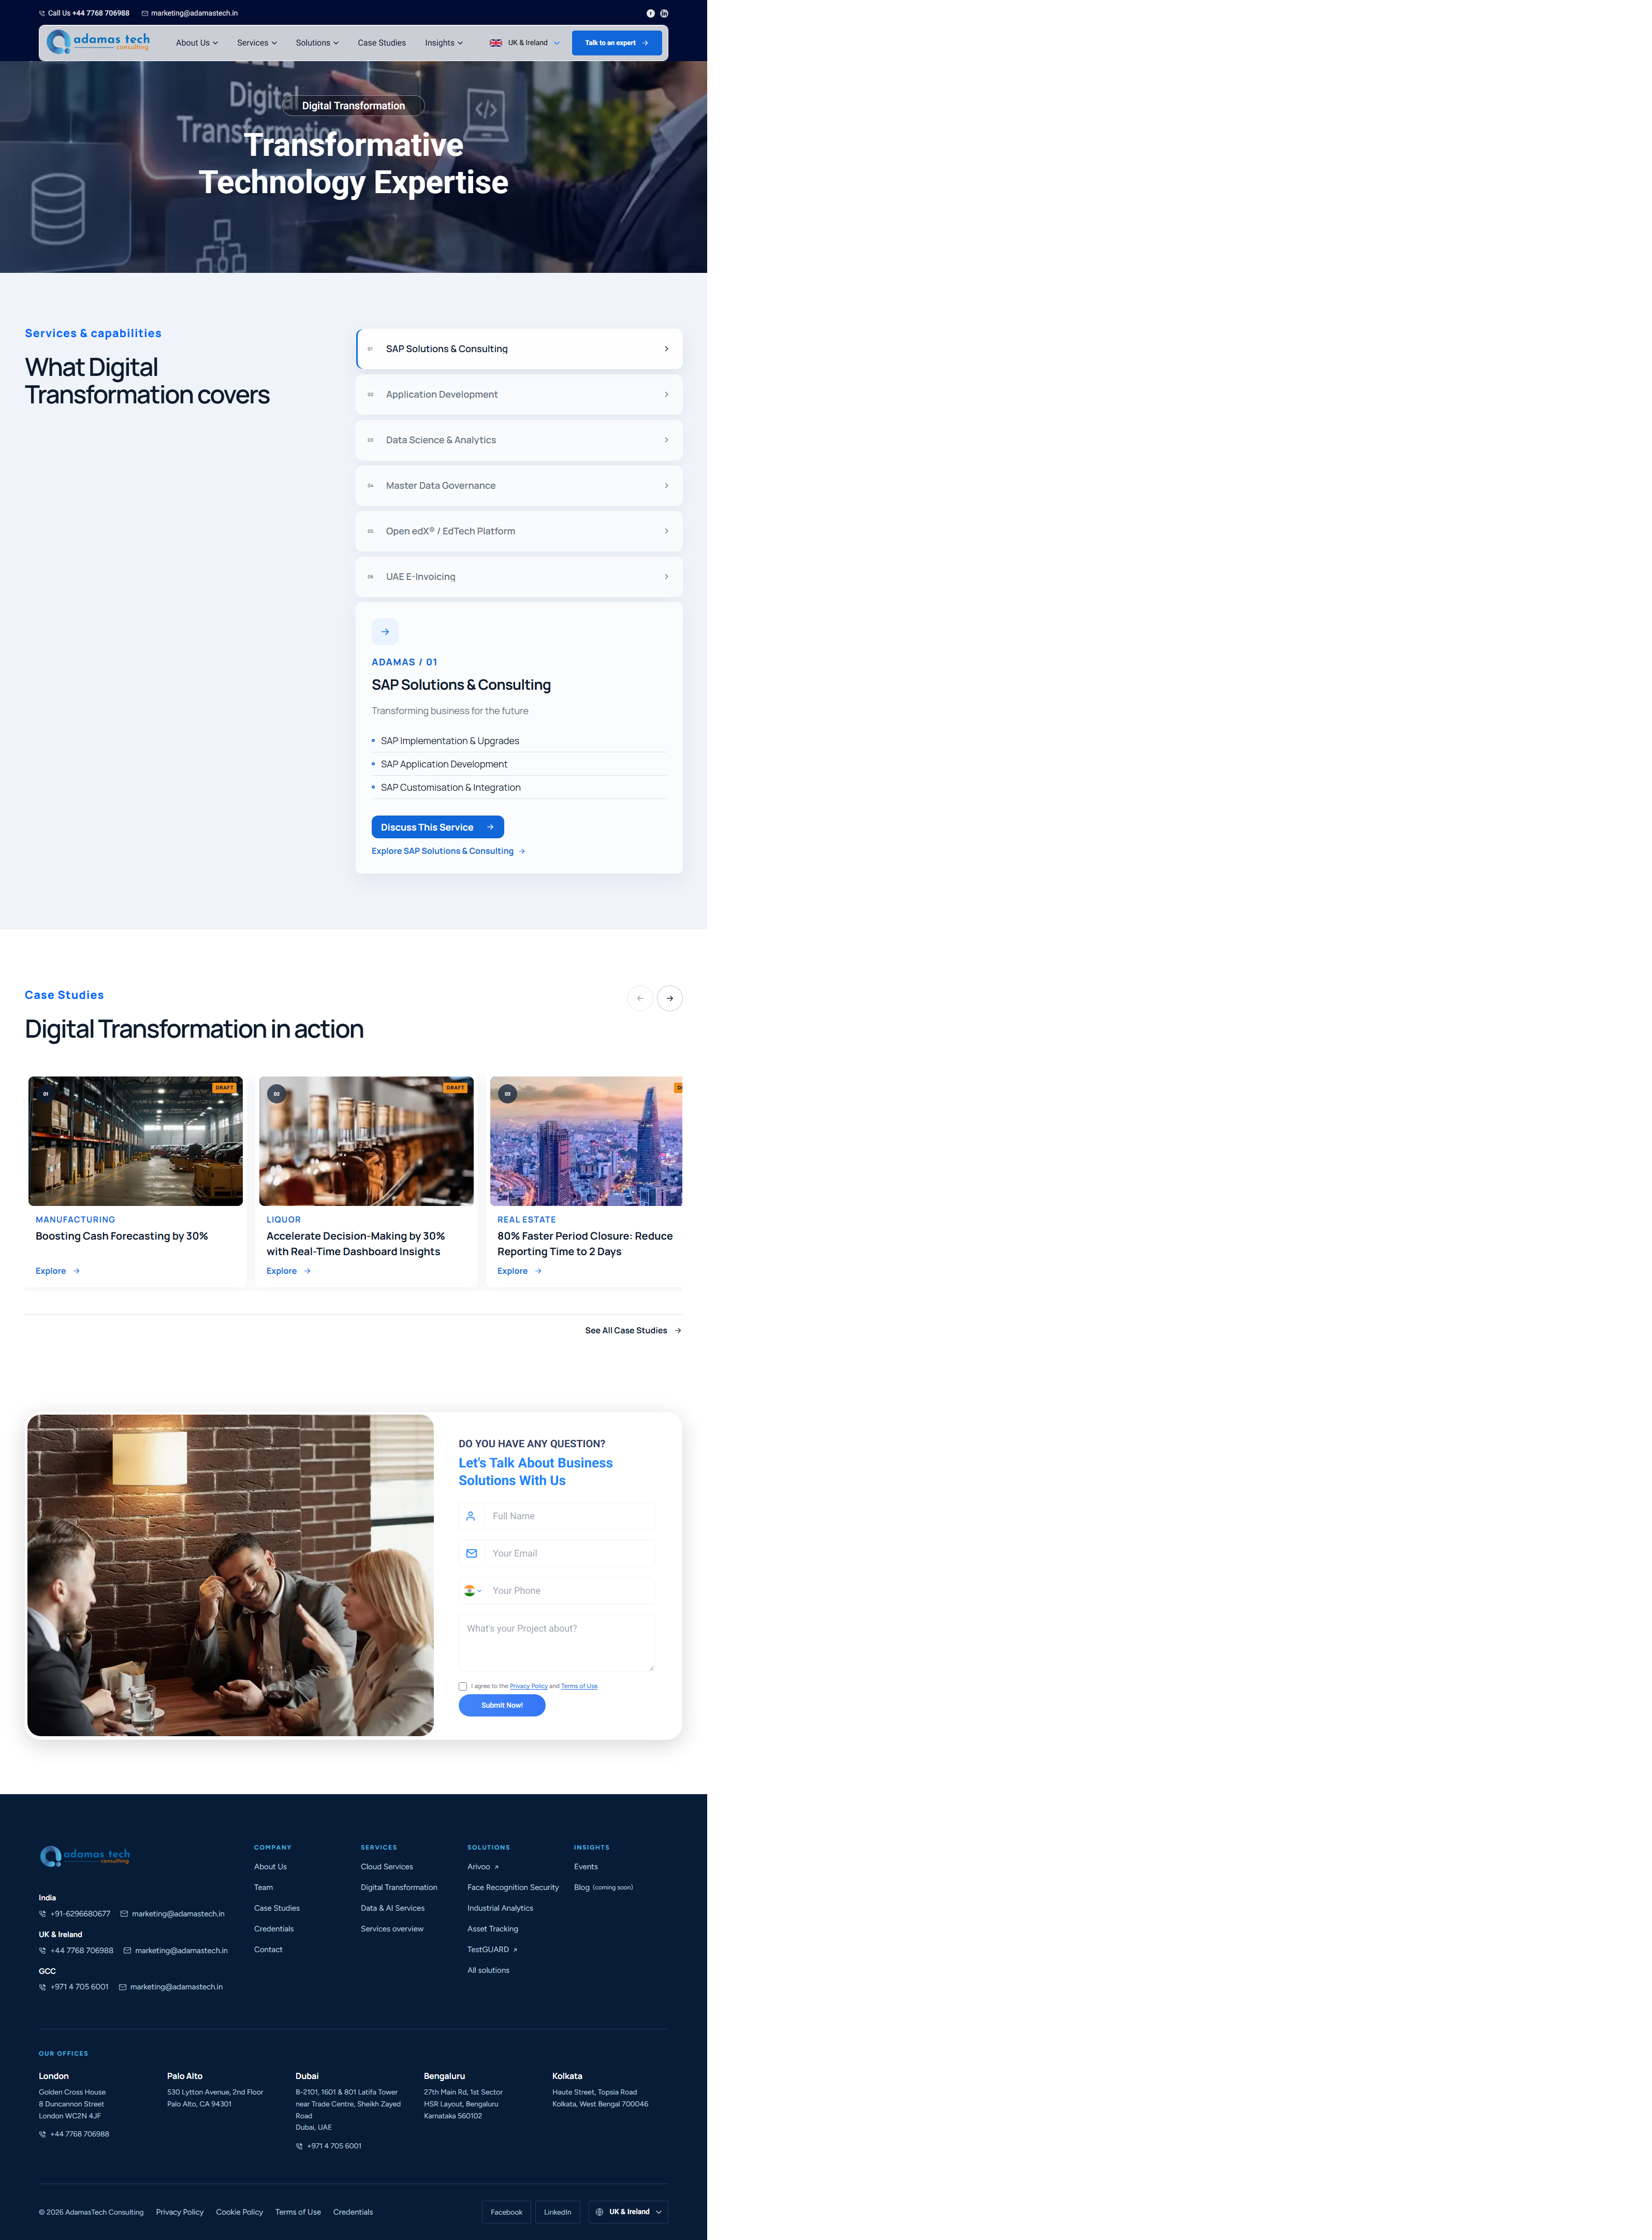 Call Us +44 7768 706988
marketing@adamastech.in
adamas tech
consulting
About Us
Services
Solutions
Case Studies
Insights
UK & Ireland
Talk to an expert
Digital
Transformation
Digital Transformation
Transformative
Technology Expertise
Services & capabilities
What Digital
Transformation covers
01 SAP Solutions & Consulting
02 Application Development
03 Data Science & Analytics
04 Master Data Governance
05 Open edX® / EdTech Platform
06 UAE E-Invoicing
ADAMAS / 01
SAP Solutions & Consulting
Transforming business for the future
SAP Implementation & Upgrades
SAP Application Development
SAP Customisation & Integration
Discuss This Service
Explore SAP Solutions & Consulting
Case Studies
Digital Transformation in action
01
DRAFT
MANUFACTURING
Boosting Cash Forecasting by 30%
Explore
02
DRAFT
LIQUOR
Accelerate Decision-Making by 30%
with Real-Time Dashboard Insights
Explore
03
REAL ESTATE
80% Faster Period Closure: Reduce
Reporting Time to 2 Days
Explore
See All Case Studies
DO YOU HAVE ANY QUESTION?
Let's Talk About Business
Solutions With Us
Full Name
Your Email
Your Phone
What's your Project about?
I agree to the Privacy Policy and Terms of Use
Submit Now!
adamas tech
consulting
India
+91-6296680677 marketing@adamastech.in
UK & Ireland
+44 7768 706988 marketing@adamastech.in
GCC
+971 4 705 6001 marketing@adamastech.in
COMPANY
About Us
Team
Case Studies
Credentials
Contact
SERVICES
Cloud Services
Digital Transformation
Data & AI Services
Services overview
SOLUTIONS
Arivoo
Face Recognition Security
Industrial Analytics
Asset Tracking
TestGUARD
All solutions
INSIGHTS
Events
Blog (coming soon)
OUR OFFICES
London
Golden Cross House
8 Duncannon Street
London WC2N 4JF
+44 7768 706988
Palo Alto
530 Lytton Avenue, 2nd Floor
Palo Alto, CA 94301
Dubai
B-2101, 1601 & 801 Latifa Tower
near Trade Centre, Sheikh Zayed
Road
Dubai, UAE
+971 4 705 6001
Bengaluru
27th Main Rd, 1st Sector
HSR Layout, Bengaluru
Karnataka 560102
Kolkata
Haute Street, Topsia Road
Kolkata, West Bengal 700046
© 2026 AdamasTech Consulting
Privacy Policy
Cookie Policy
Terms of Use
Credentials
Facebook
LinkedIn
UK & Ireland